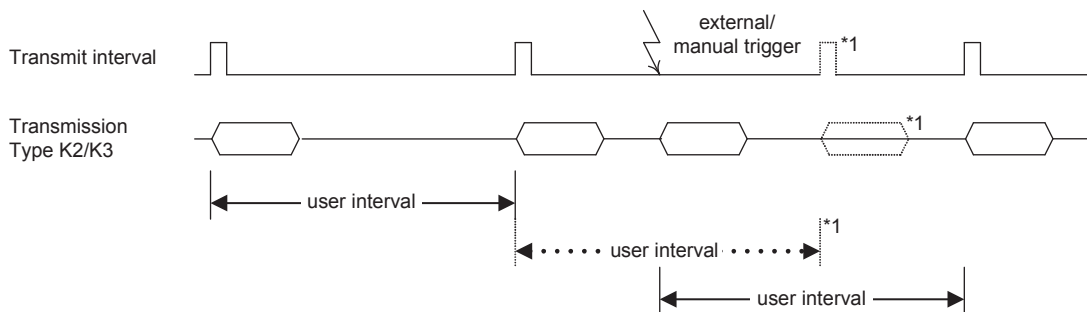 external/
manual trigger
*1
Transmit interval
Transmission
Type K2/K3
*1
user interval
*1
user interval
user interval